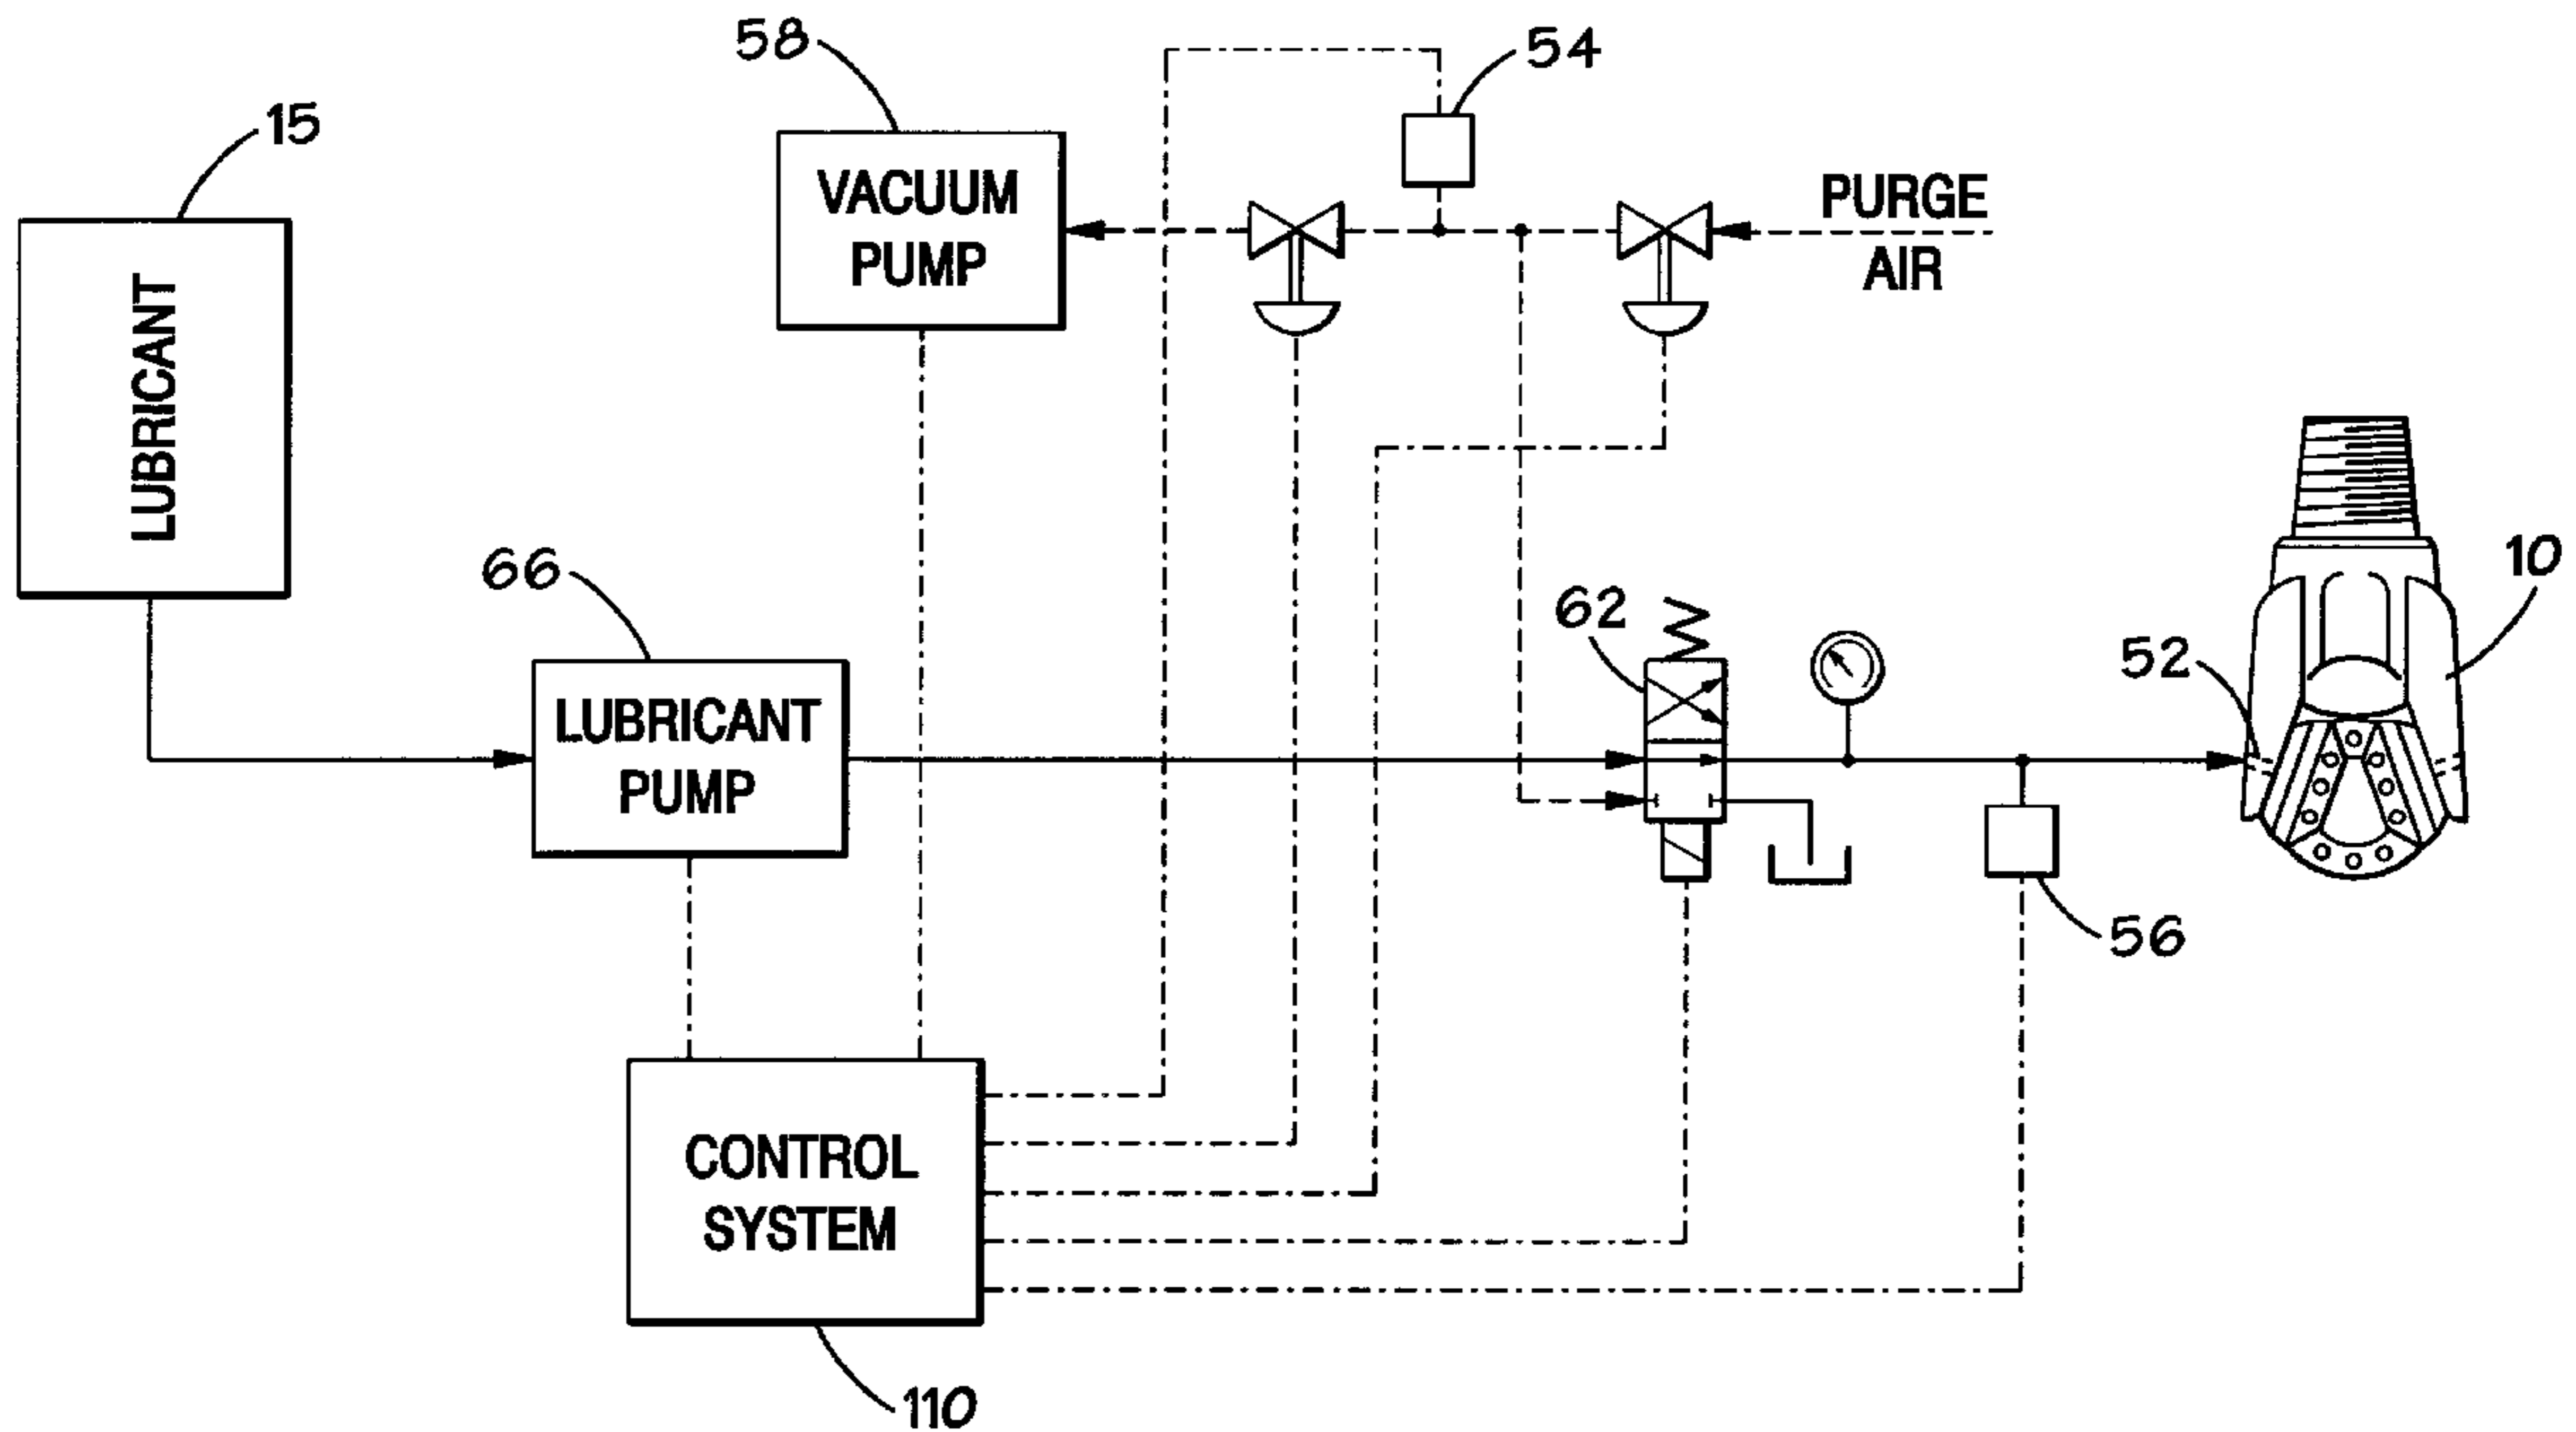 58
54
15
VACUUM
PUMP
PURGE
AIR
LUBRICANT
66
62
10
52
LUBRICANT
PUMP
56
CONTROL
SYSTEM
110